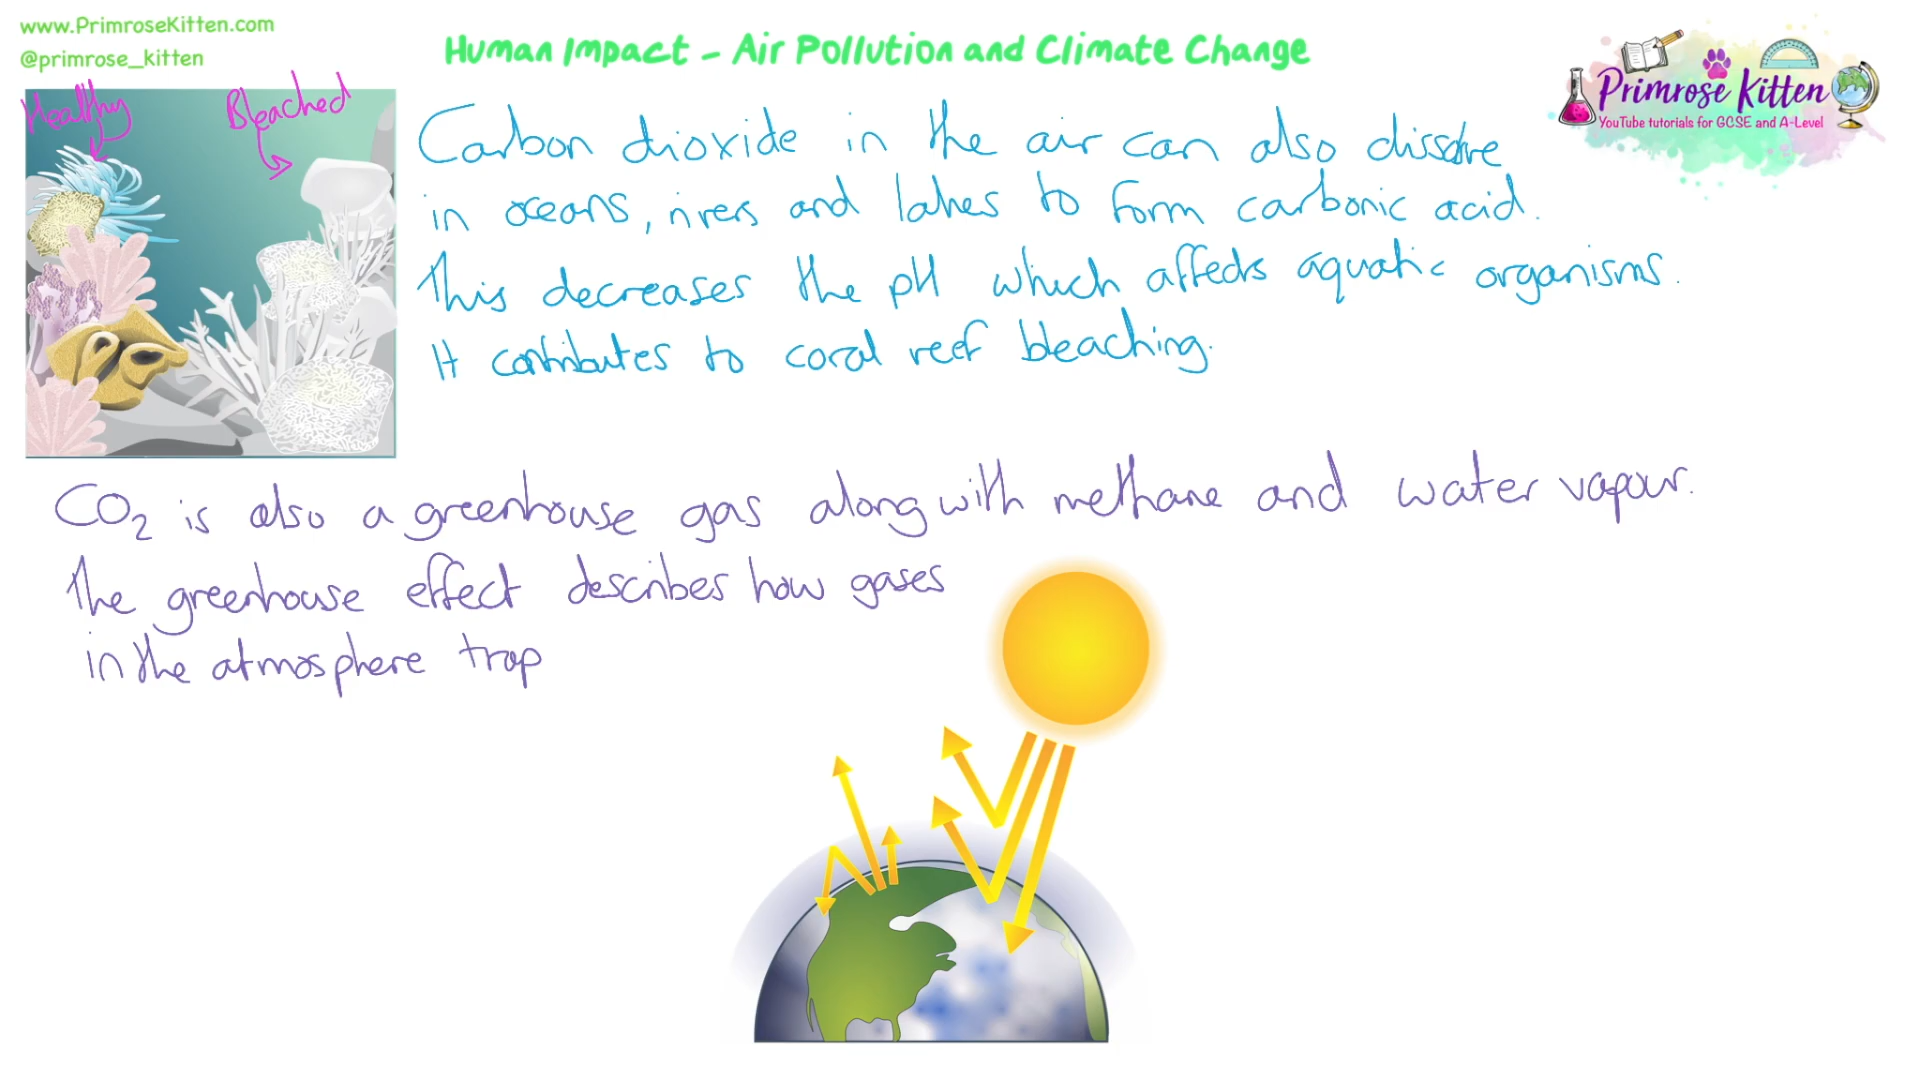 www.PrimroseKitten.com
@primrose_kitten
Human Impact - Air Pollution and Climate Change
Primrose Kitten
YouTube tutorials for GCSE and A-Level
Healthy
Bleached
Carbon dioxide in the air can also dissolve
in oceans, rivers and lakes to form carbonic acid.
This decreases the pH which affects aquatic organisms.
It contributes to coral reef bleaching.
CO2 is also a greenhouse gas along with methane and water vapour.
The greenhouse effect describes how gases
in the atmosphere trap